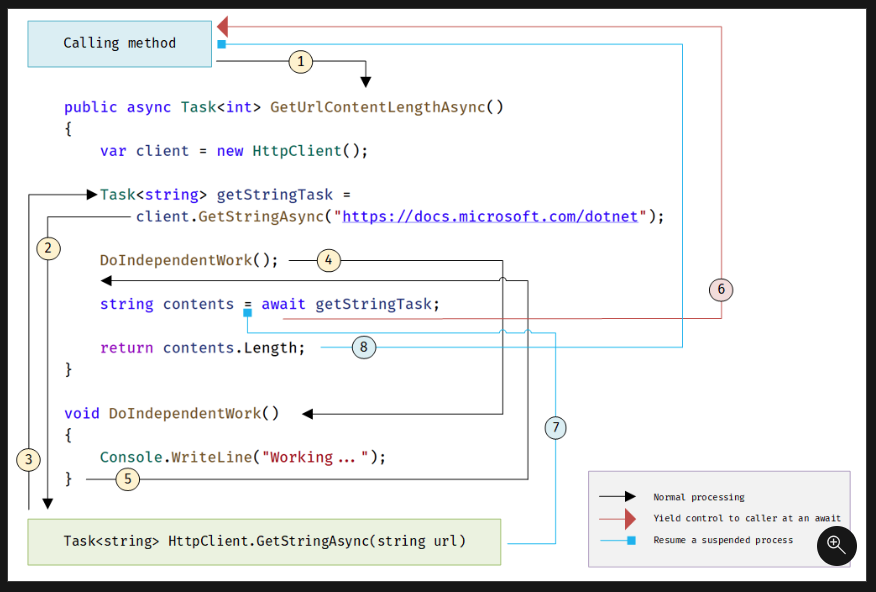 Calling method
1
public async Task<int> GetUrlContentLengthAsync()
{
var client = new HttpClient();
Task<string> getStringTask =
client.GetStringAsync("https://docs.microsoft.com/dotnet");
2
DoIndependentWork();
4
6
string contents = await getStringTask;
return contents.Length;
8
}
void DoIndependentWork()
7
{
Console.WriteLine("Working...");
3
}
5
Normal processing
Yield control to caller at an await
Resume a suspended process
Task<string> HttpClient.GetStringAsync(string url)